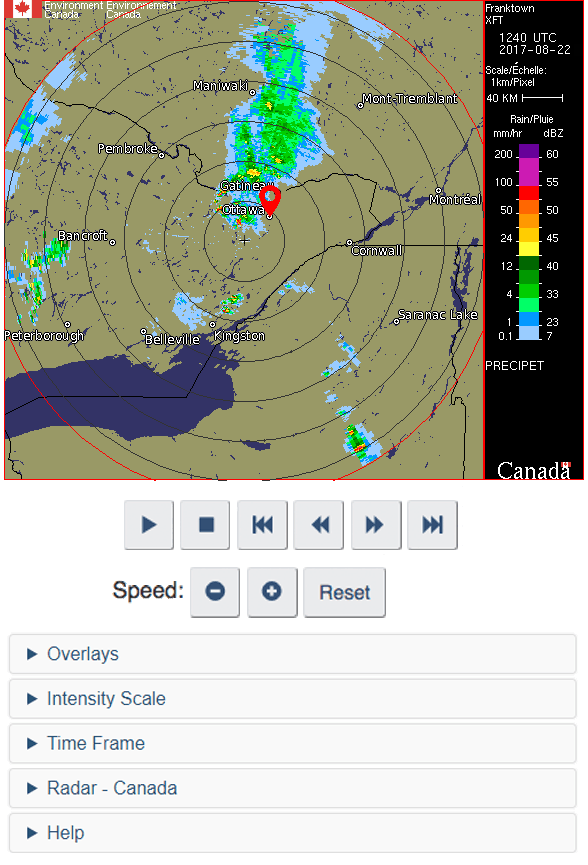 Environment Environnement
Canada Canada
Franktown
XFT
1240 UTC
2017-08-22
Scale/Échelle:
1km/Pixel
40 KM
Rain/Pluie
mm/hr dBZ
200 60
100 55
50 50
24 45
12 40
4 33
1 23
0.1 7
PRECIPET
Canada
Maniwaki
Mont-Tremblant
Pembroke
Gatineau
Montréal
Ottawa
Bancroft
Cornwall
Saranac Lake
Peterborough
Belleville
Kingston
Speed:
Reset
Overlays
Intensity Scale
Time Frame
Radar - Canada
Help